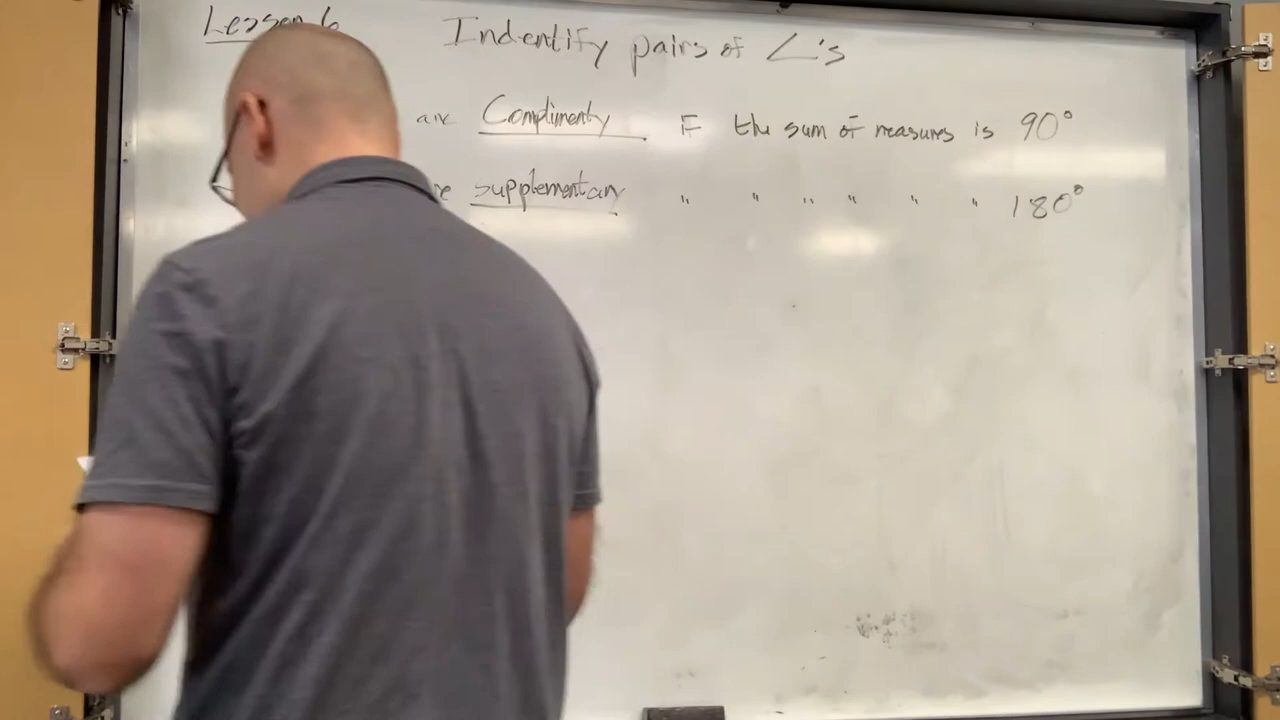 Lesson 6 Indentify pairs of ∠'s
are Complimenty IF the sum of measures is 90°
supplementary " " " " " " 180°